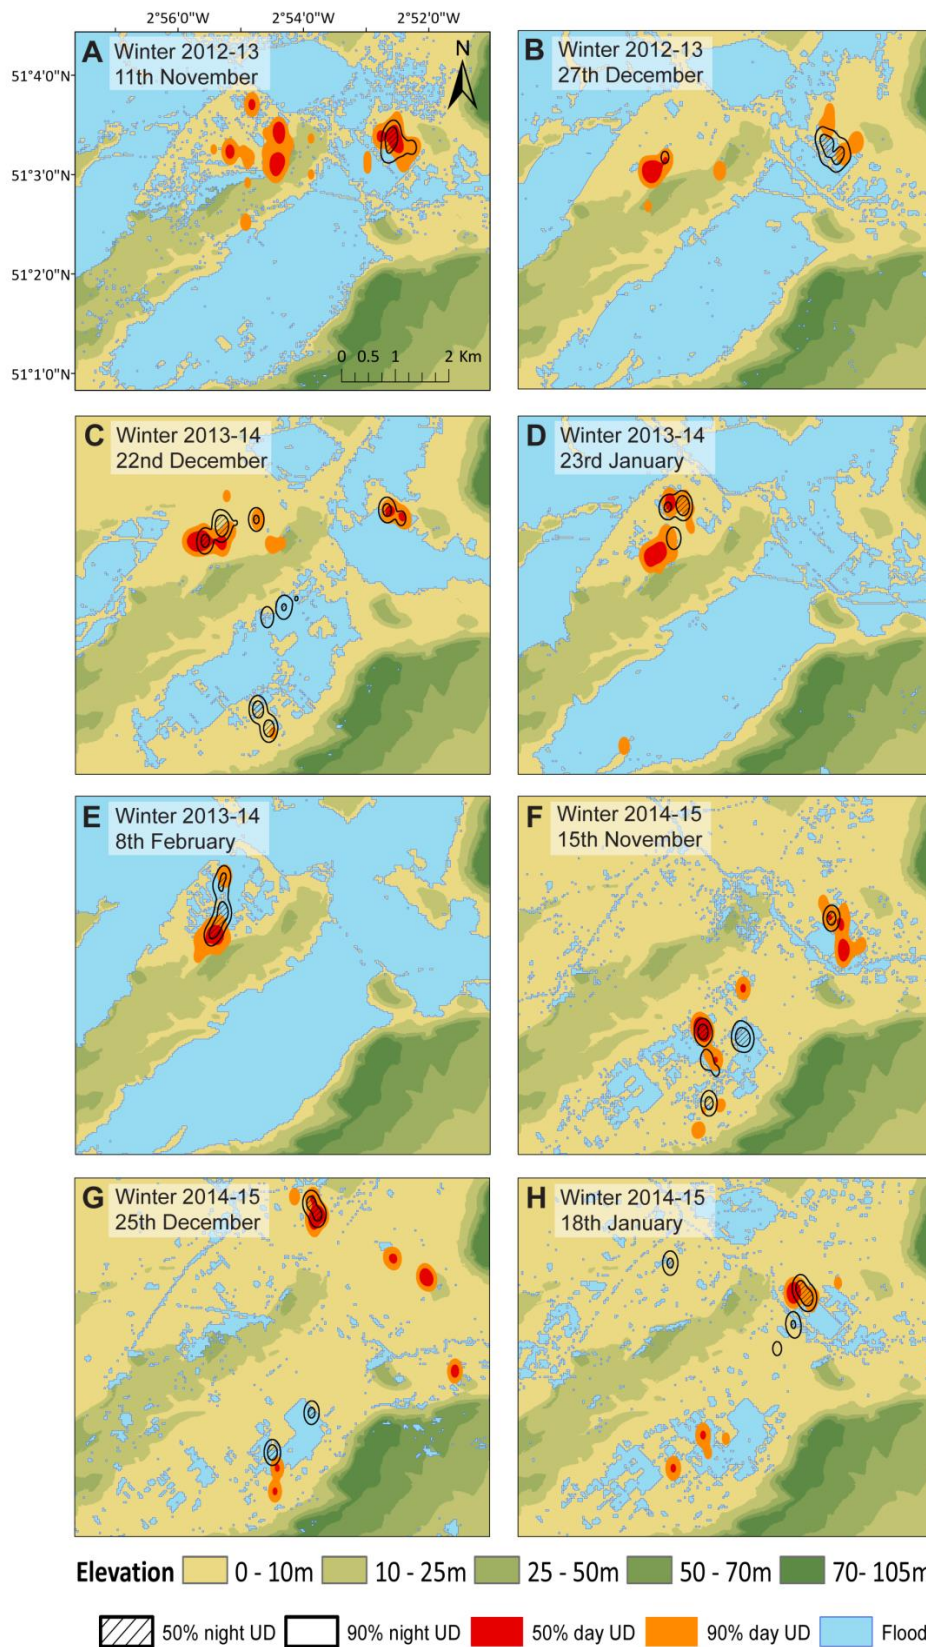 2°56'0"W 2°54'0"W 2°52'0"W
A Winter 2012-13
11th November
N
B Winter 2012-13
27th December
51°4'0"N
51°3'0"N
51°2'0"N
51°1'0"N
0 0.5 1 2 Km
C Winter 2013-14
22nd December
D Winter 2013-14
23rd January
E Winter 2013-14
8th February
F Winter 2014-15
15th November
G Winter 2014-15
25th December
H Winter 2014-15
18th January
Elevation 0 - 10m 10 - 25m 25 - 50m 50 - 70m 70- 105m
50% night UD 90% night UD 50% day UD 90% day UD Flood